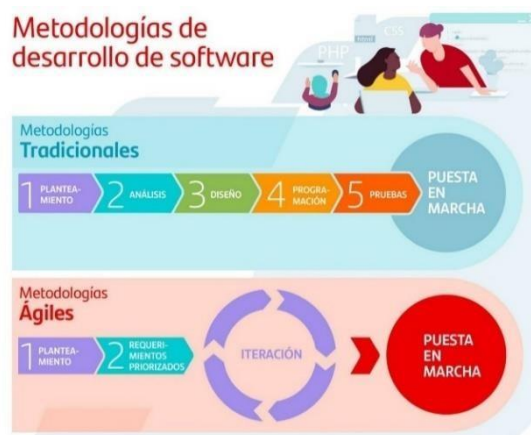 Metodologías de
desarrollo de software
PHP
CSS
Metodologías
Tradicionales
1 PLANTEA-
MIENTO
2 ANÁLISIS
3 DISEÑO
4 PROGRA-
MACIÓN
5 PRUEBAS
PUESTA
EN
MARCHA
Metodologías
Ágiles
1 PLANTEA-
MIENTO
2 REQUERI-
MIENTOS
PRIORIZADOS
ITERACIÓN
PUESTA
EN
MARCHA